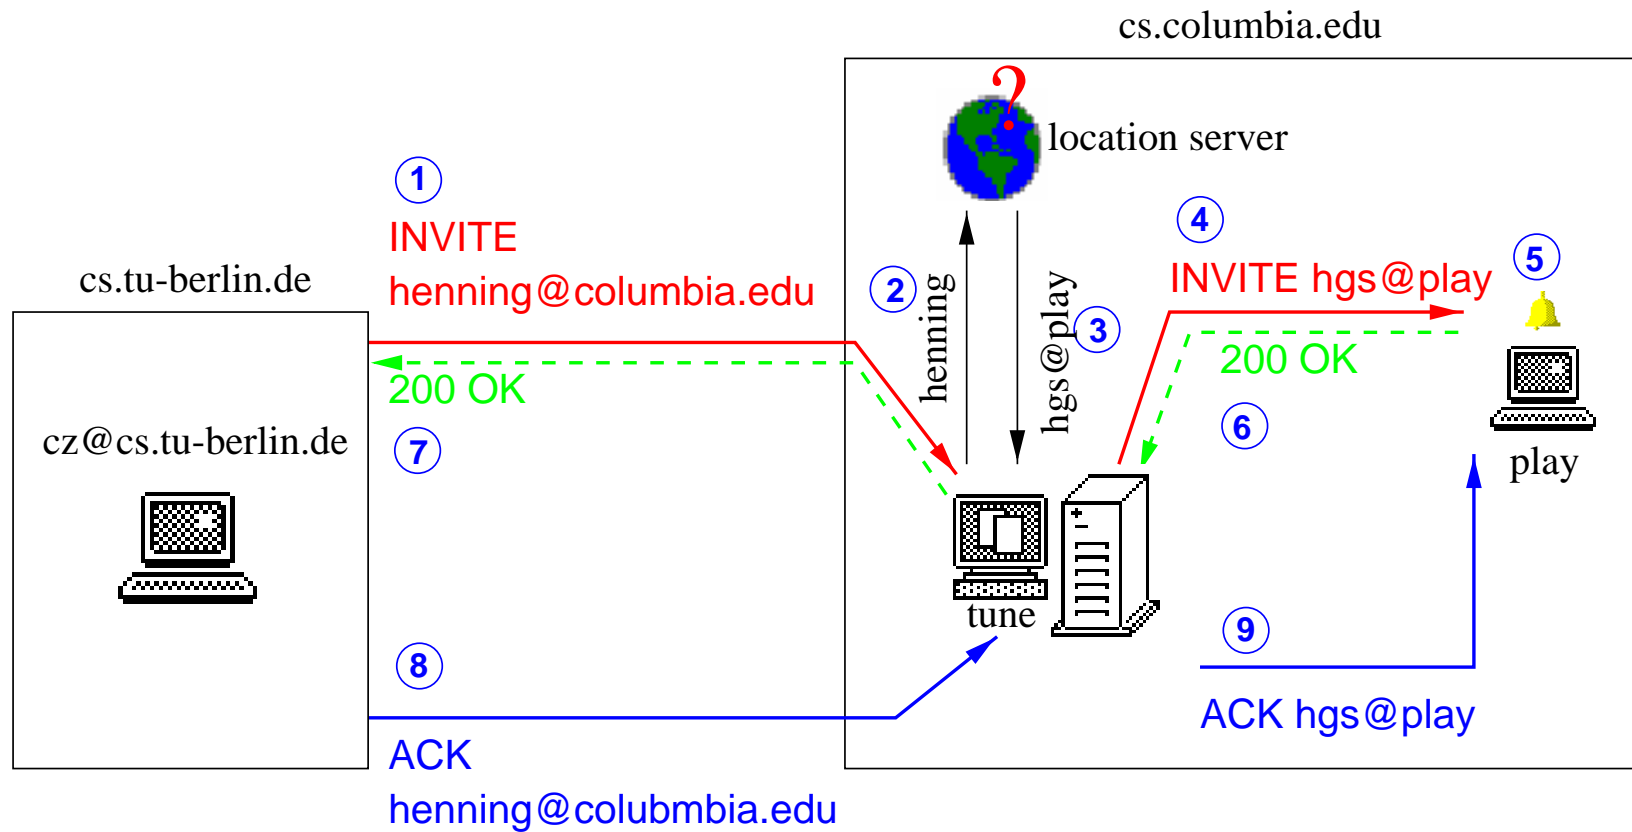 cs.columbia.edu
?
location server
1
INVITE
henning@columbia.edu
cs.tu-berlin.de
2
henning
hgs@play
3
4
INVITE hgs@play
5
200 OK
200 OK
6
7
cz@cs.tu-berlin.de
play
tune
8
9
ACK hgs@play
ACK
henning@colubmbia.edu